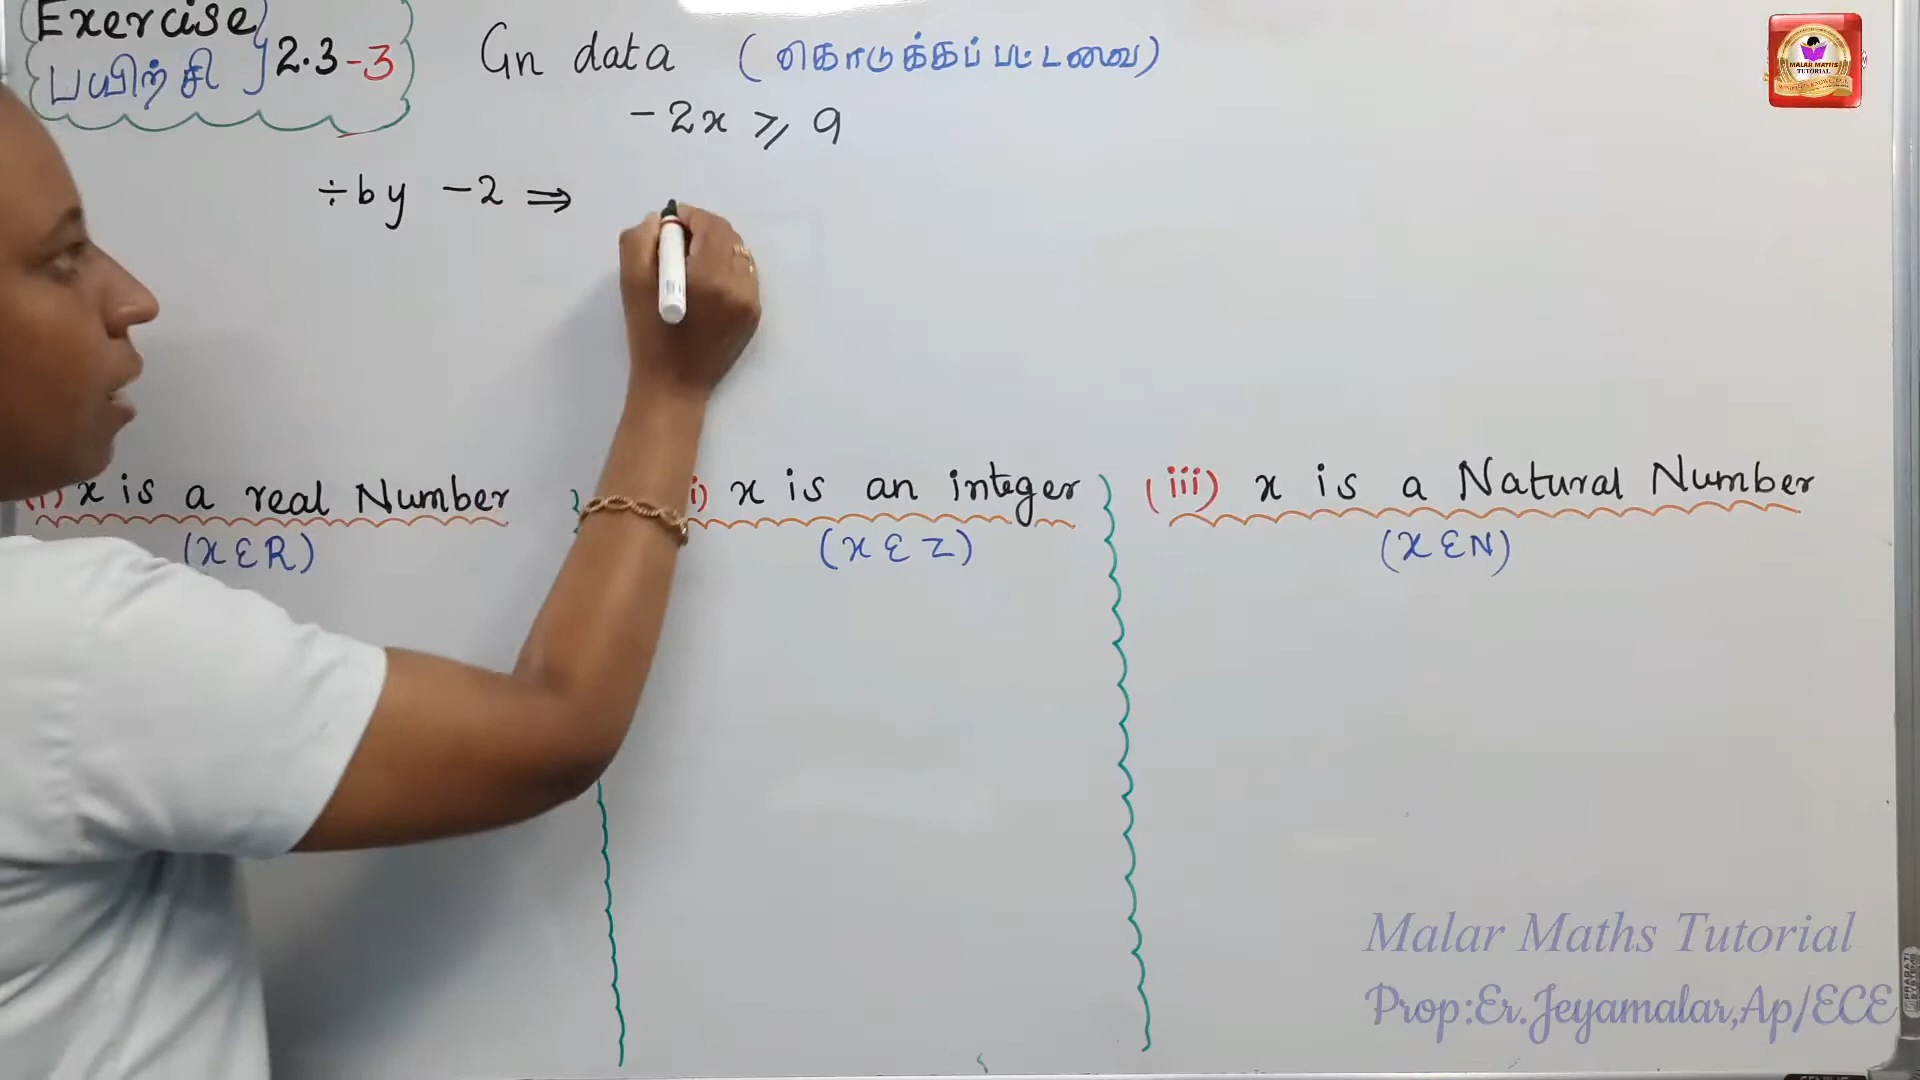 Exercise
பயிற்சி } 2.3-3
Gn data (கொடுக்கப்பட்டவை)
MALAR MATHS
TUTORIAL
-2x ≥ 9
÷by -2 ⇒
(i) x is a real Number
(x ε R)
i) x is an integer
(x ε Z)
(iii) x is a Natural Number
(x ε N)
Malar Maths Tutorial
Prop:Er.Jeyamalar,Ap/ECE